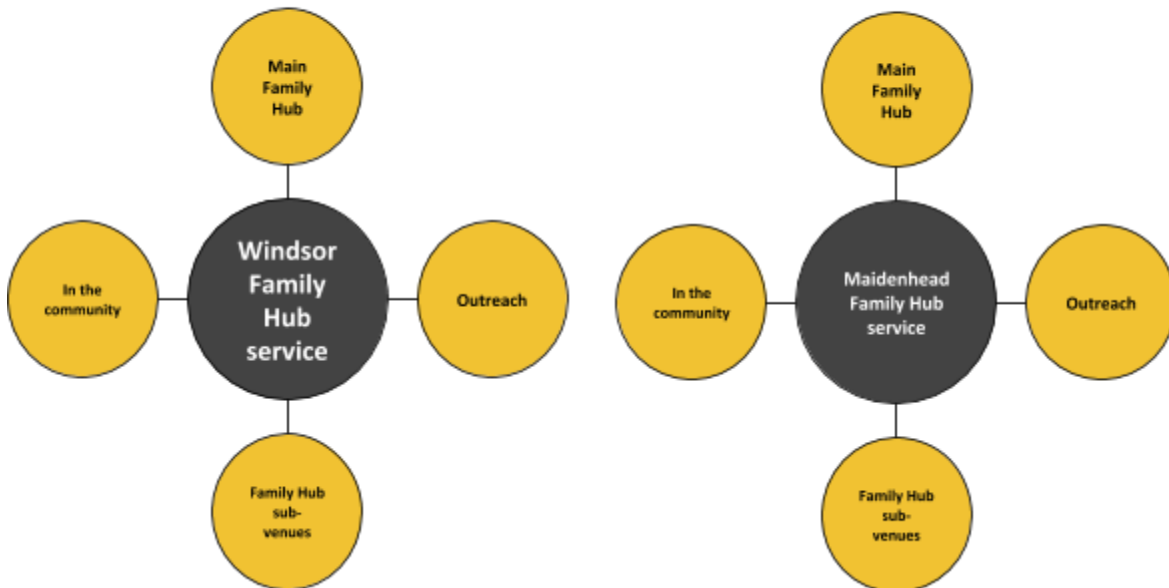 Main
Family
Hub
In the
community
Windsor
Family
Hub
service
Outreach
Family Hub
sub-
venues
Main
Family
Hub
In the
community
Maidenhead
Family Hub
service
Outreach
Family Hub
sub-
venues